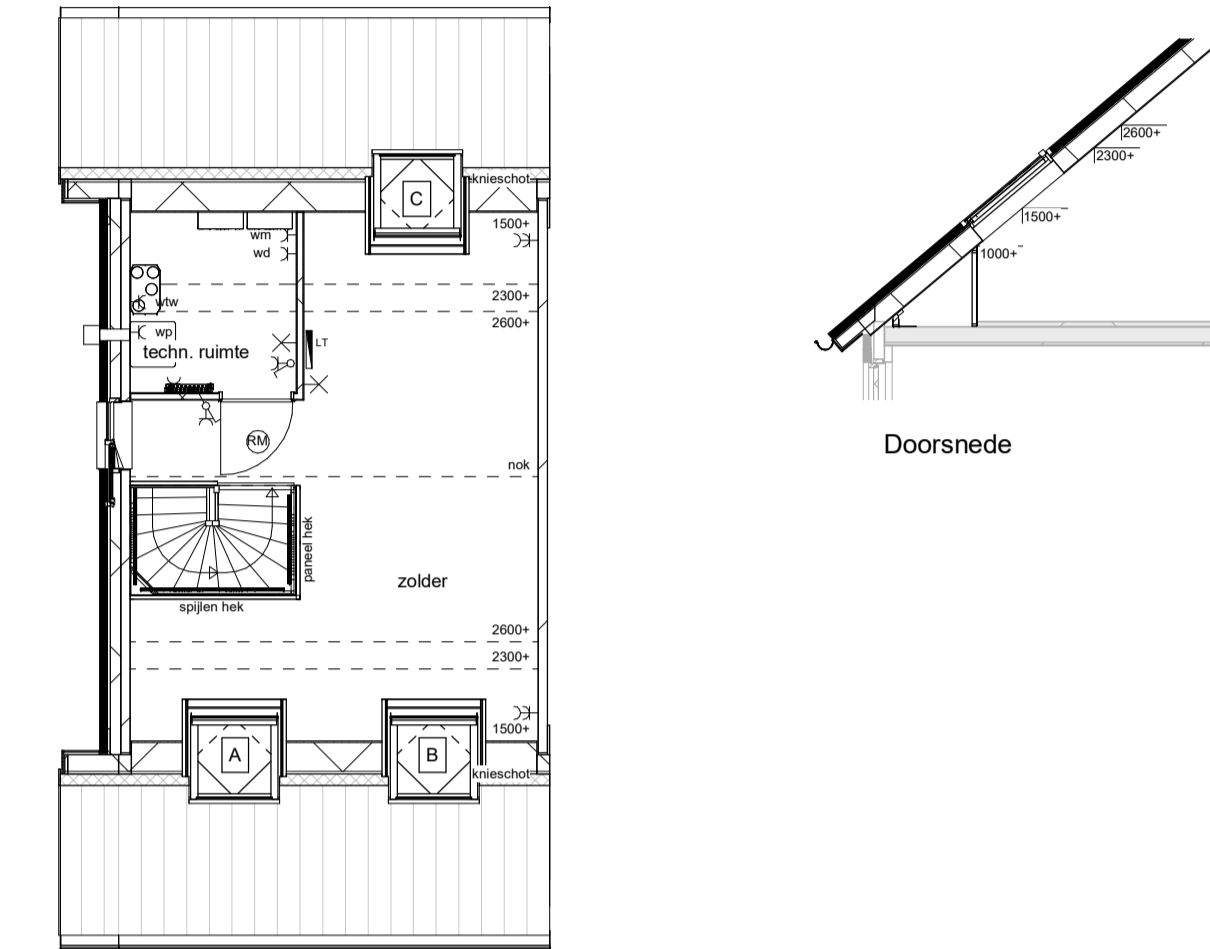 knieschot
C
1500+
wm
wd
2300+
wtw
2600+
wp
techn. ruimte
LT
RM
nok
paneel hek
zolder
spijlen hek
2600+
2300+
1500+
A
B
knieschot
2600+
2300+
1500+
1000+
Doorsnede